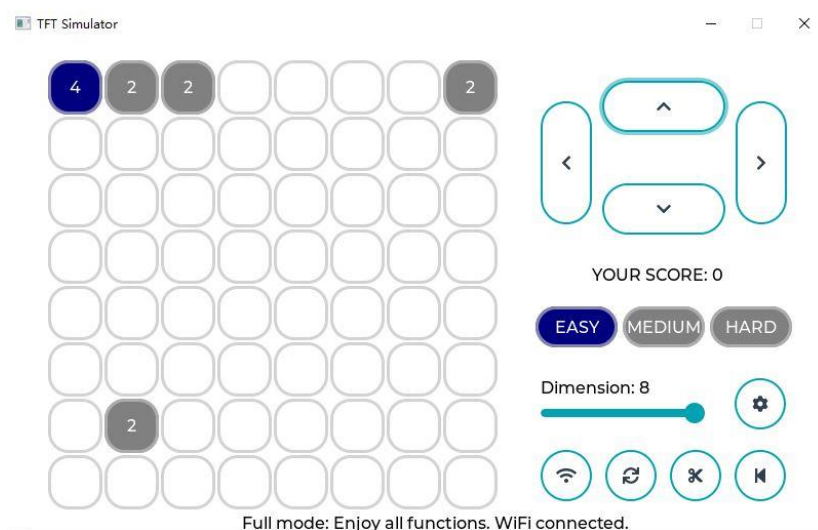 TFT Simulator
4 2 2 2
2
YOUR SCORE: 0
EASY MEDIUM HARD
Dimension: 8
Full mode: Enjoy all functions. WiFi connected.